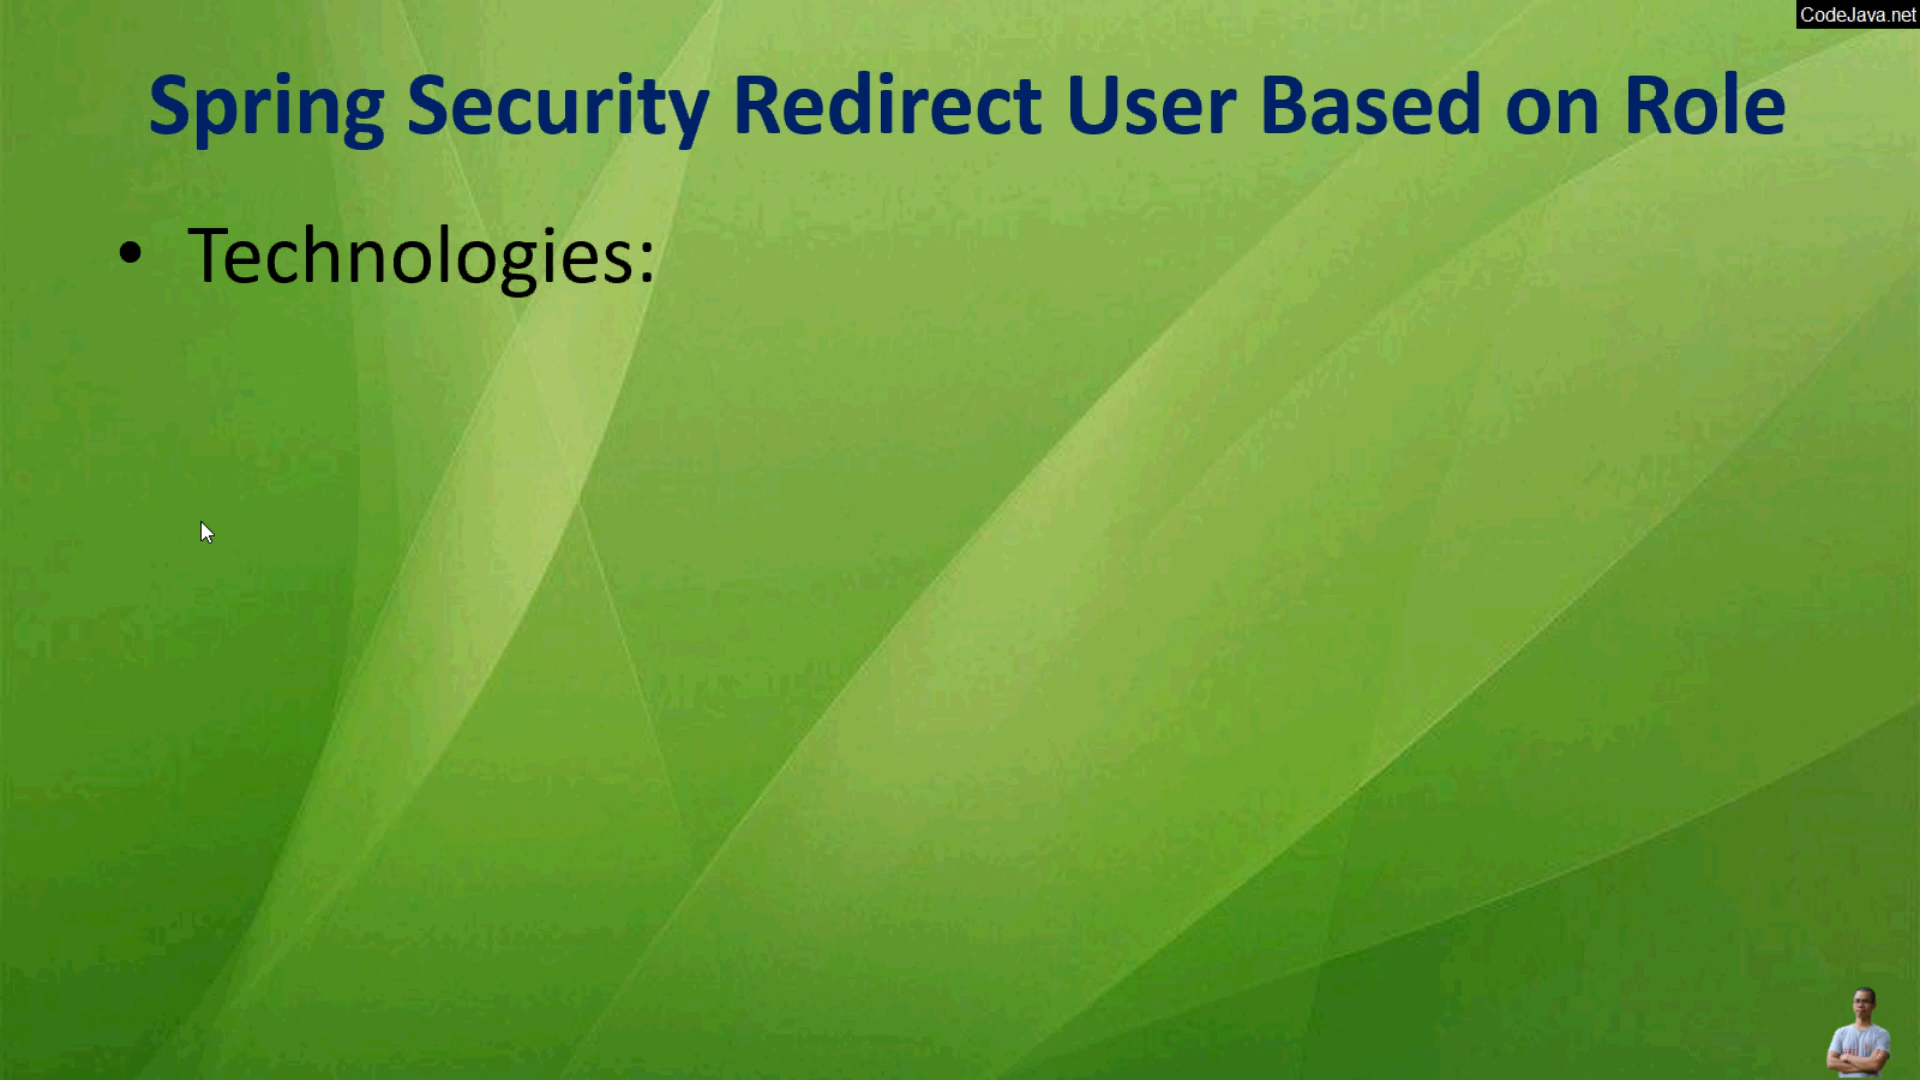 CodeJava.net
Spring Security Redirect User Based on Role
• Technologies: